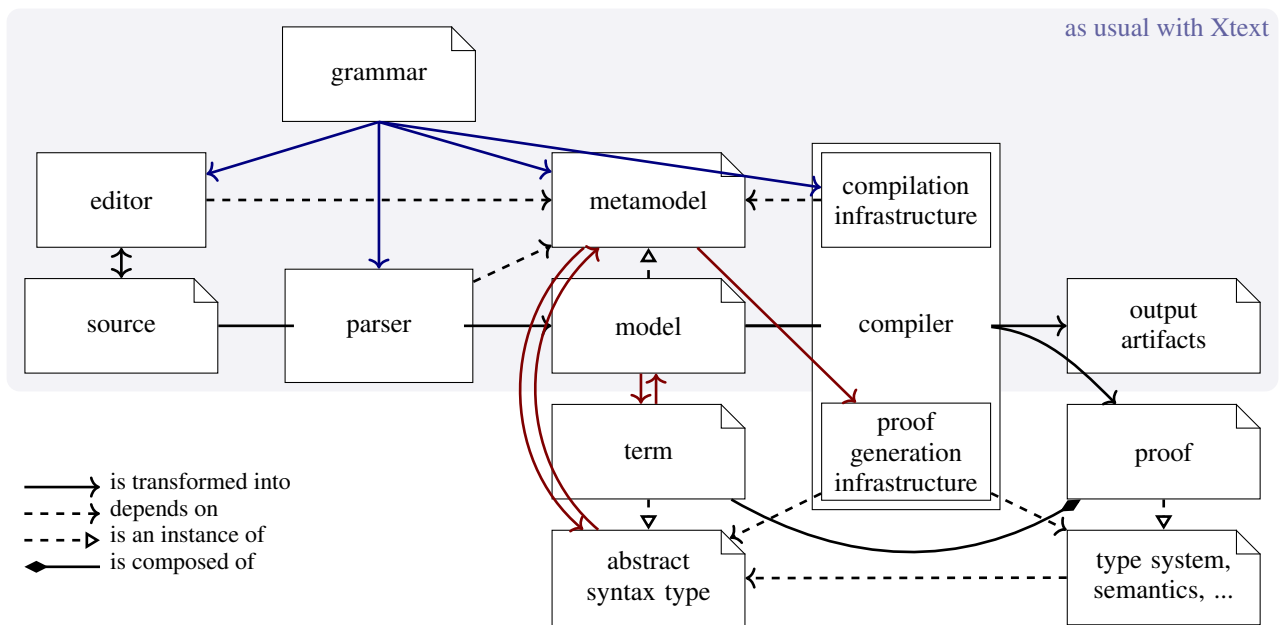 as usual with Xtext
grammar
editor
metamodel
compilation
infrastructure
source
parser
model
compiler
output
artifacts
term
proof
generation
infrastructure
proof
is transformed into
depends on
is an instance of
is composed of
abstract
syntax type
type system,
semantics, ...